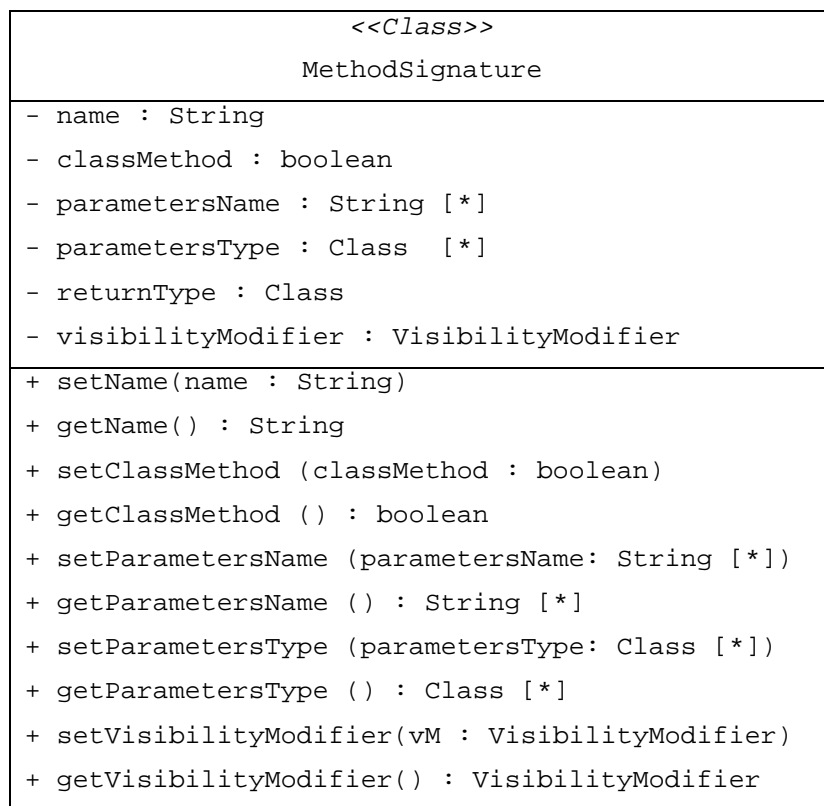 <<Class>>
MethodSignature
- name : String
- classMethod : boolean
- parametersName : String [*]
- parametersType : Class  [*]
- returnType : Class
- visibilityModifier : VisibilityModifier
+ setName(name : String)
+ getName() : String
+ setClassMethod (classMethod : boolean)
+ getClassMethod () : boolean
+ setParametersName (parametersName: String [*])
+ getParametersName () : String [*]
+ setParametersType (parametersType: Class [*])
+ getParametersType () : Class [*]
+ setVisibilityModifier(vM : VisibilityModifier)
+ getVisibilityModifier() : VisibilityModifier